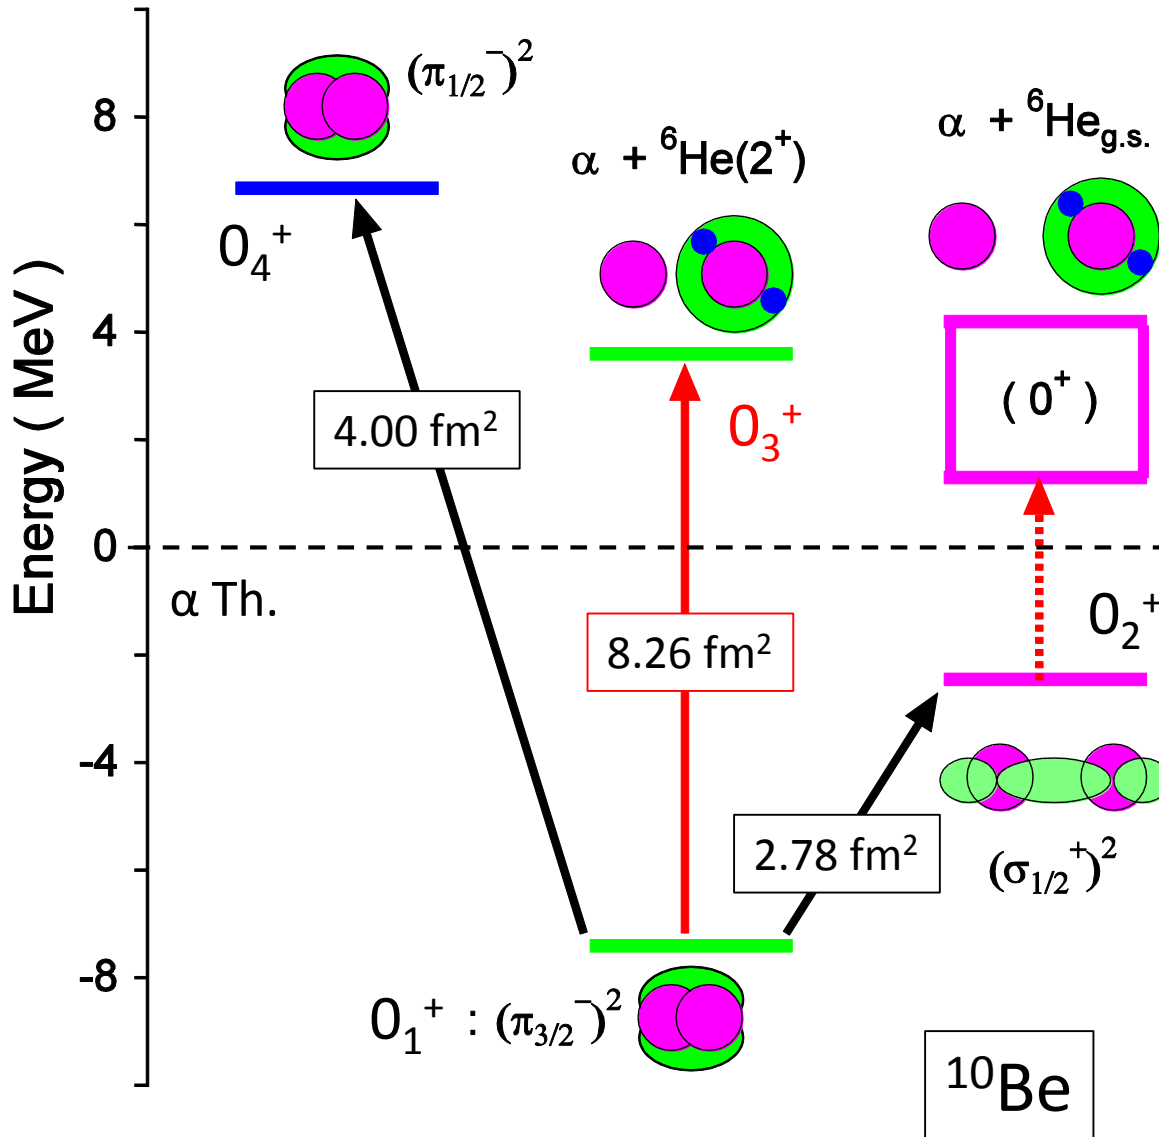 Energy ( MeV )
8
4
0
-4
-8
(π₁/₂⁻)²
0₄⁺
α + ⁶He(2⁺)
α + ⁶He_g.s.
4.00 fm²
0₃⁺
( 0⁺ )
α Th.
8.26 fm²
0₂⁺
2.78 fm²
(σ₁/₂⁺)²
0₁⁺ : (π₃/₂⁻)²
¹⁰Be